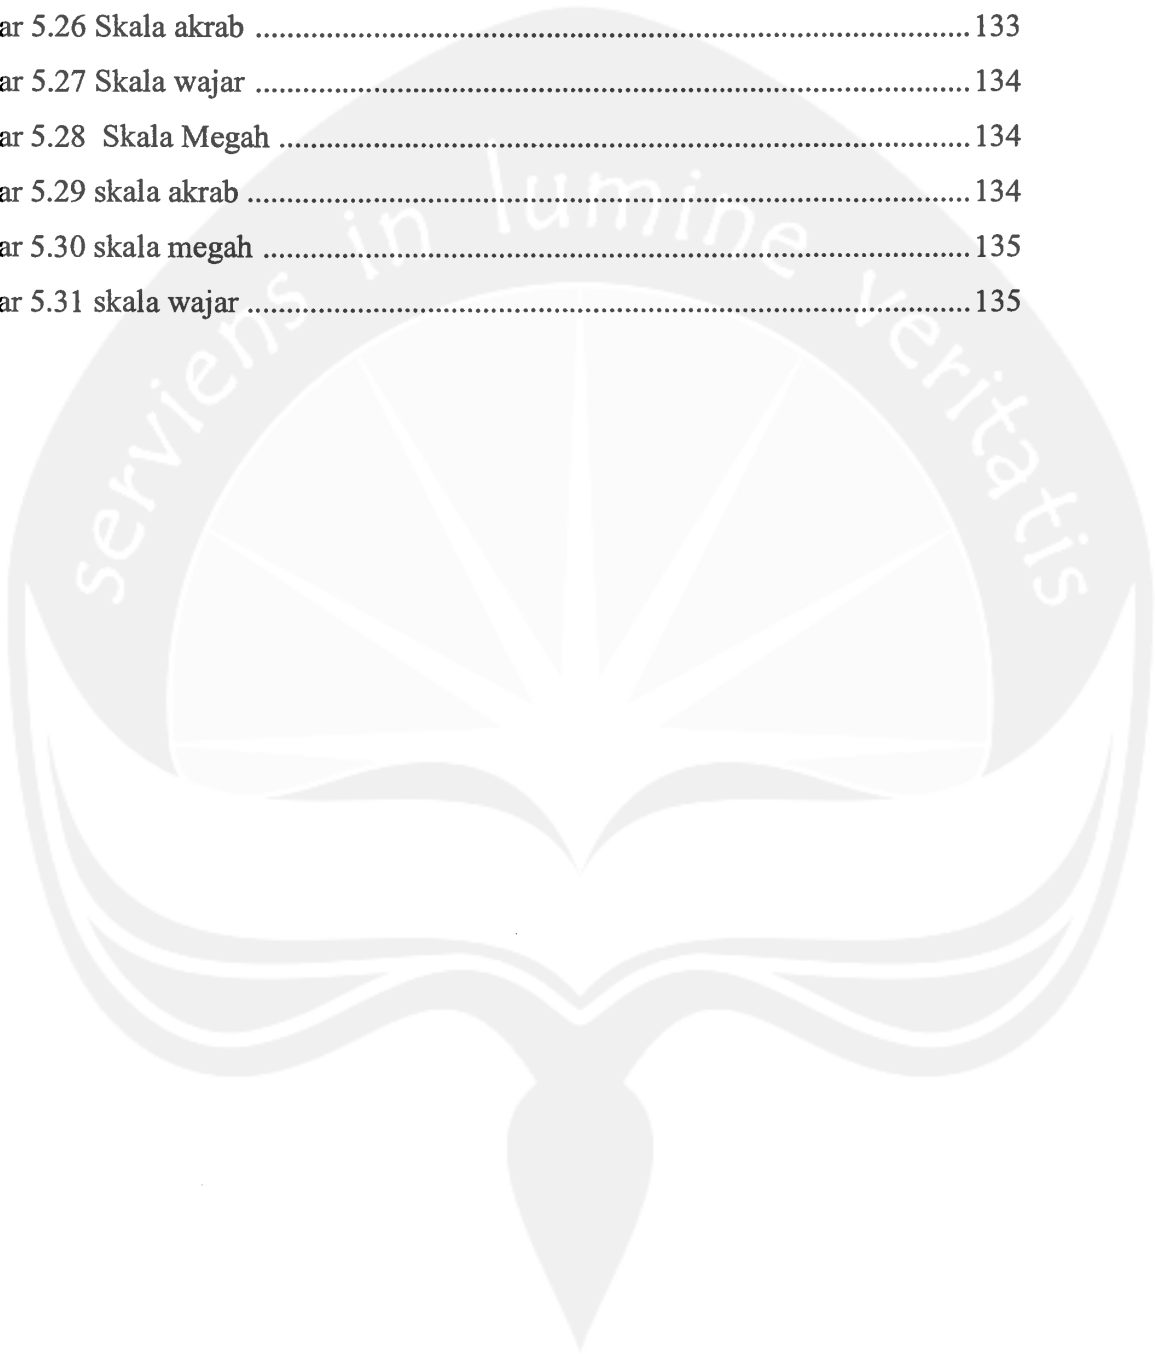 ar 5.26 Skala akrab ........................................................................................ 133
ar 5.27 Skala wajar ........................................................................................ 134
ar 5.28  Skala Megah ..................................................................................... 134
ar 5.29 skala akrab ......................................................................................... 134
ar 5.30 skala megah ....................................................................................... 135
ar 5.31 skala wajar ......................................................................................... 135
serviens in lumine veritatis